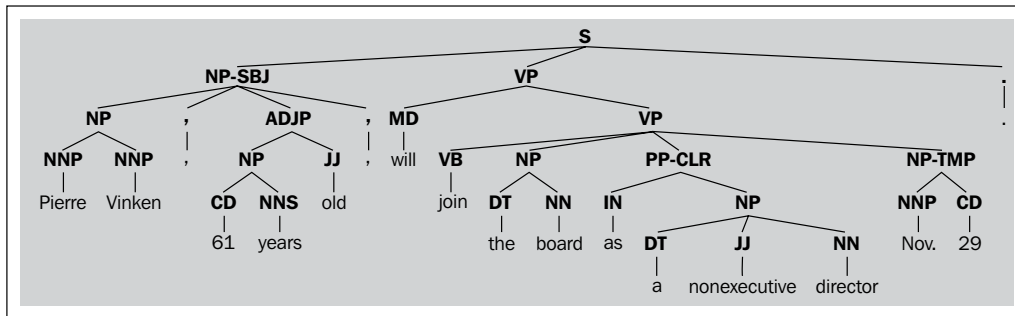 S
NP-SBJ VP .
NP , ADJP , MD VP .
NNP NNP , NP JJ , will VB NP PP-CLR NP-TMP
Pierre Vinken CD NNS old join DT NN IN NP NNP CD
61 years the board as DT JJ NN Nov. 29
a nonexecutive director